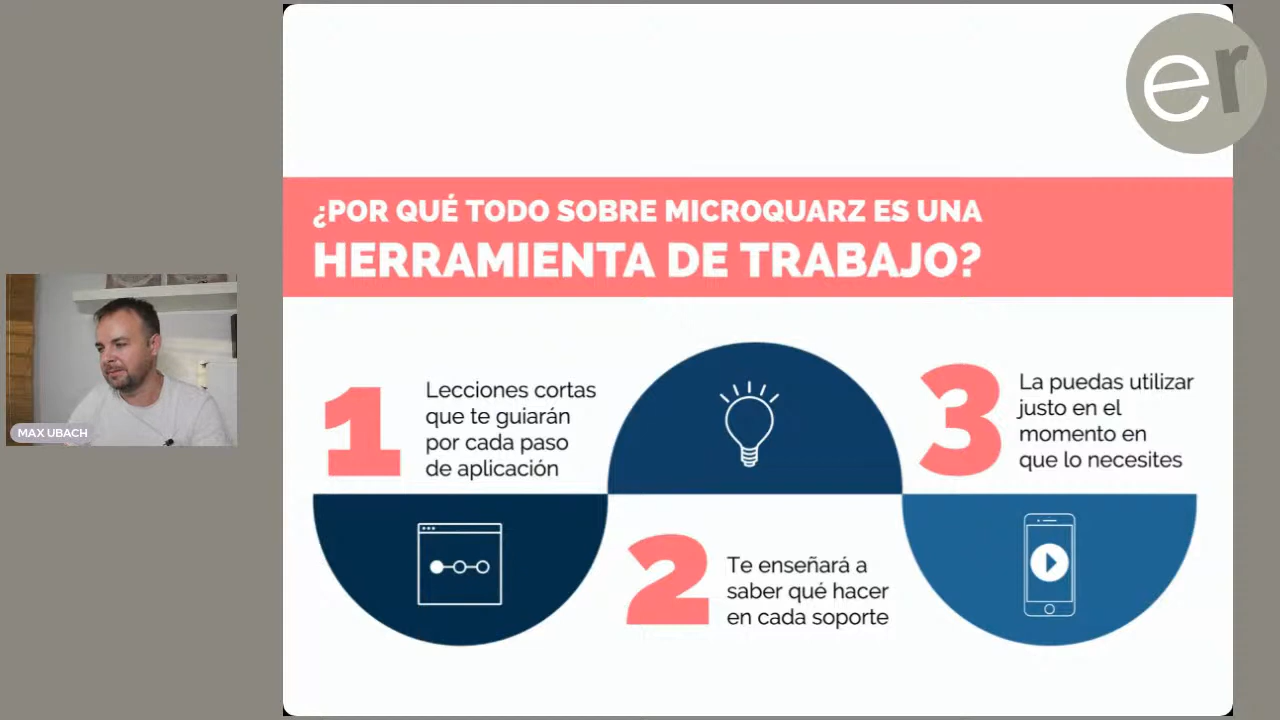 er
¿POR QUÉ TODO SOBRE MICROQUARZ ES UNA
HERRAMIENTA DE TRABAJO?
1
Lecciones cortas
que te guiarán
por cada paso
de aplicación
2
Te enseñará a
saber qué hacer
en cada soporte
3
La puedas utilizar
justo en el
momento en
que lo necesites
MAX UBACH